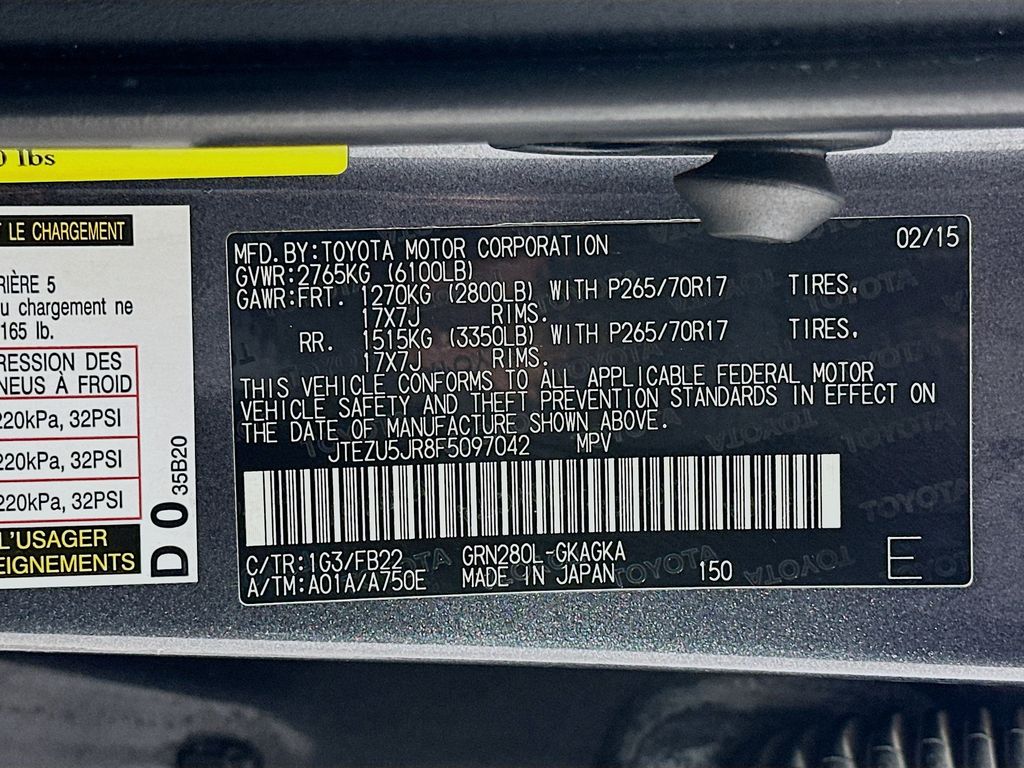 0 lbs
T LE CHARGEMENT
RIÈRE 5
u chargement ne
165 lb.
RESSION DES
NEUS À FROID
220kPa, 32PSI
220kPa, 32PSI
220kPa, 32PSI
L'USAGER
EIGNEMENTS
D 0 35B20
MFD.BY:TOYOTA MOTOR CORPORATION 02/15
GVWR:2765KG (6100LB)
GAWR:FRT. 1270KG (2800LB) WITH P265/70R17 TIRES.
17X7J RIMS.
RR. 1515KG (3350LB) WITH P265/70R17 TIRES.
17X7J RIMS.
THIS VEHICLE CONFORMS TO ALL APPLICABLE FEDERAL MOTOR
VEHICLE SAFETY AND THEFT PREVENTION STANDARDS IN EFFECT ON
THE DATE OF MANUFACTURE SHOWN ABOVE.
JTEZU5JR8F5097042 MPV
C/TR:1G3/FB22 GRN280L-GKAGKA
A/TM:A01A/A750E MADE IN JAPAN 150 E
TOYOTA